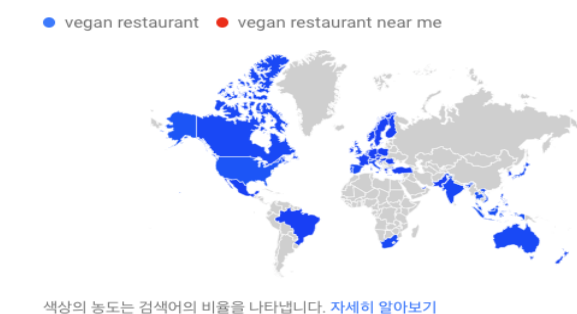 vegan restaurant vegan restaurant near me
색상의 농도는 검색어의 비율을 나타냅니다. 자세히 알아보기